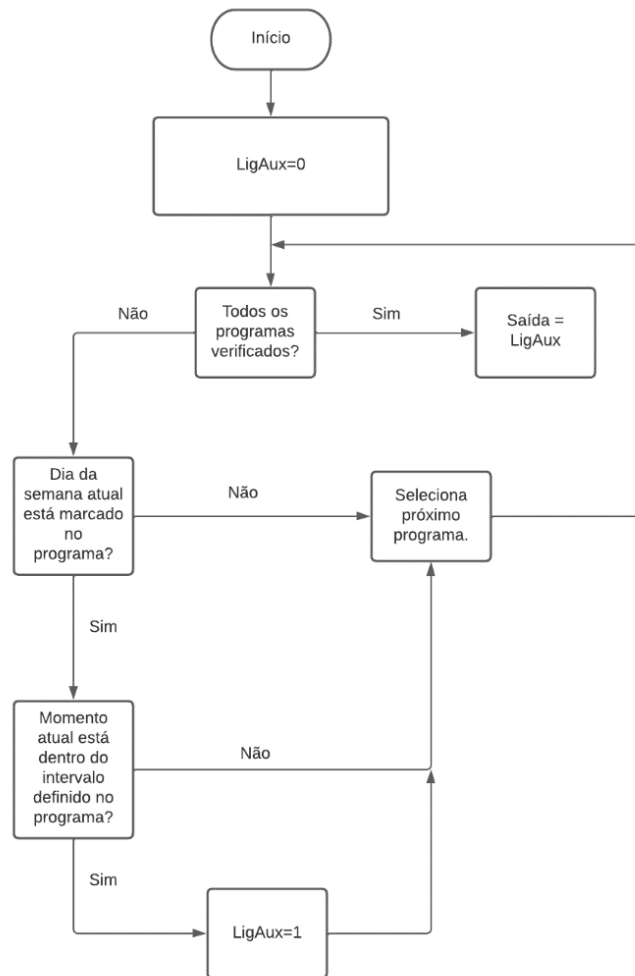 Início
LigAux=0
Não
Todos os
programas
verificados?
Sim
Saída =
LigAux
Dia da
semana atual
está marcado
no
programa?
Não
Seleciona
próximo
programa.
Sim
Momento
atual está
dentro do
intervalo
definido no
programa?
Não
Sim
LigAux=1